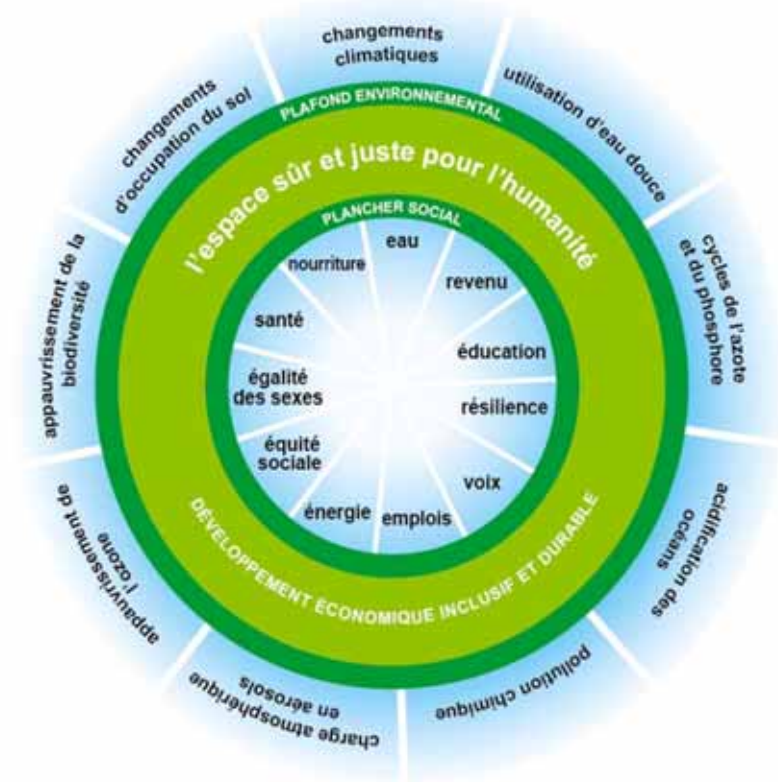 changements
climatiques
utilisation d'eau douce
cycles de l'azote
et du phosphore
acidification des
océans
pollution chimique
charge atmosphérique
en aérosols
appauvrissement de
l'ozone
appauvrissement de la
biodiversité
changements
d'occupation du sol
PLAFOND ENVIRONNEMENTAL
l'espace sûr et juste pour l'humanité
PLANCHER SOCIAL
eau
revenu
éducation
résilience
voix
emplois
énergie
équité
sociale
égalité
des sexes
santé
nourriture
DÉVELOPPEMENT ÉCONOMIQUE INCLUSIF ET DURABLE